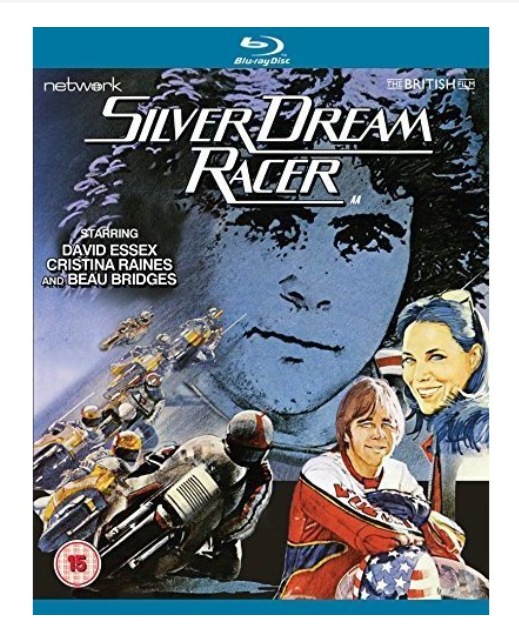 Blu-ray Disc
network
THE BRITISH FILM
SILVER DREAM
RACER
AA
STARRING
DAVID ESSEX
CRISTINA RAINES
AND BEAU BRIDGES
15